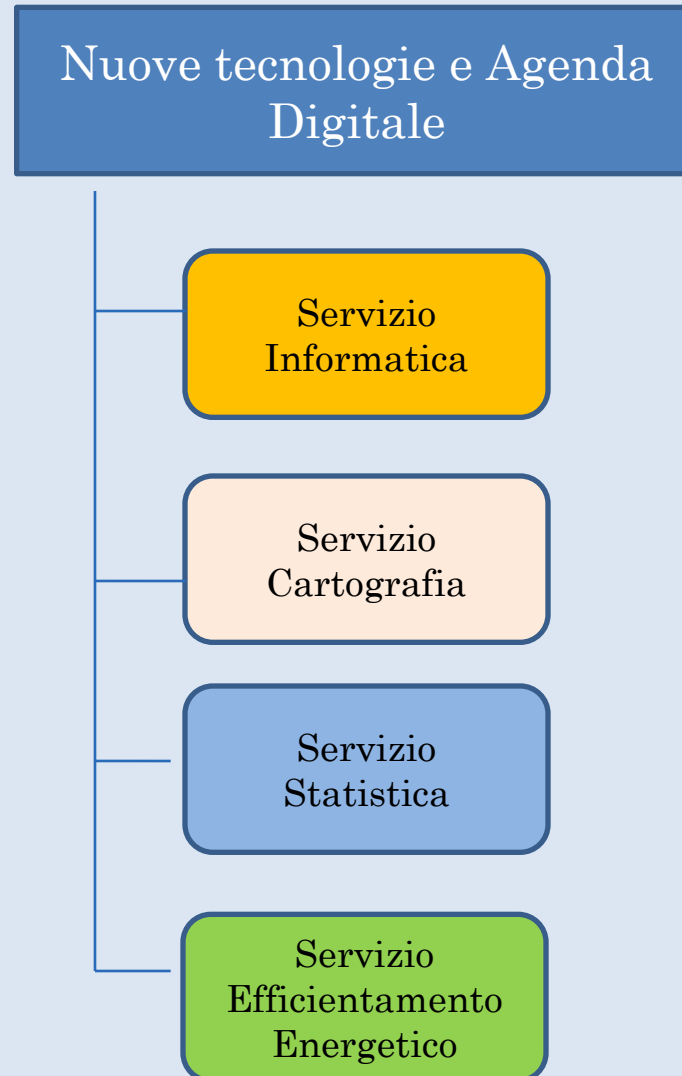 Nuove tecnologie e Agenda
Digitale
Servizio
Informatica
Servizio
Cartografia
Servizio
Statistica
Servizio
Efficientamento
Energetico